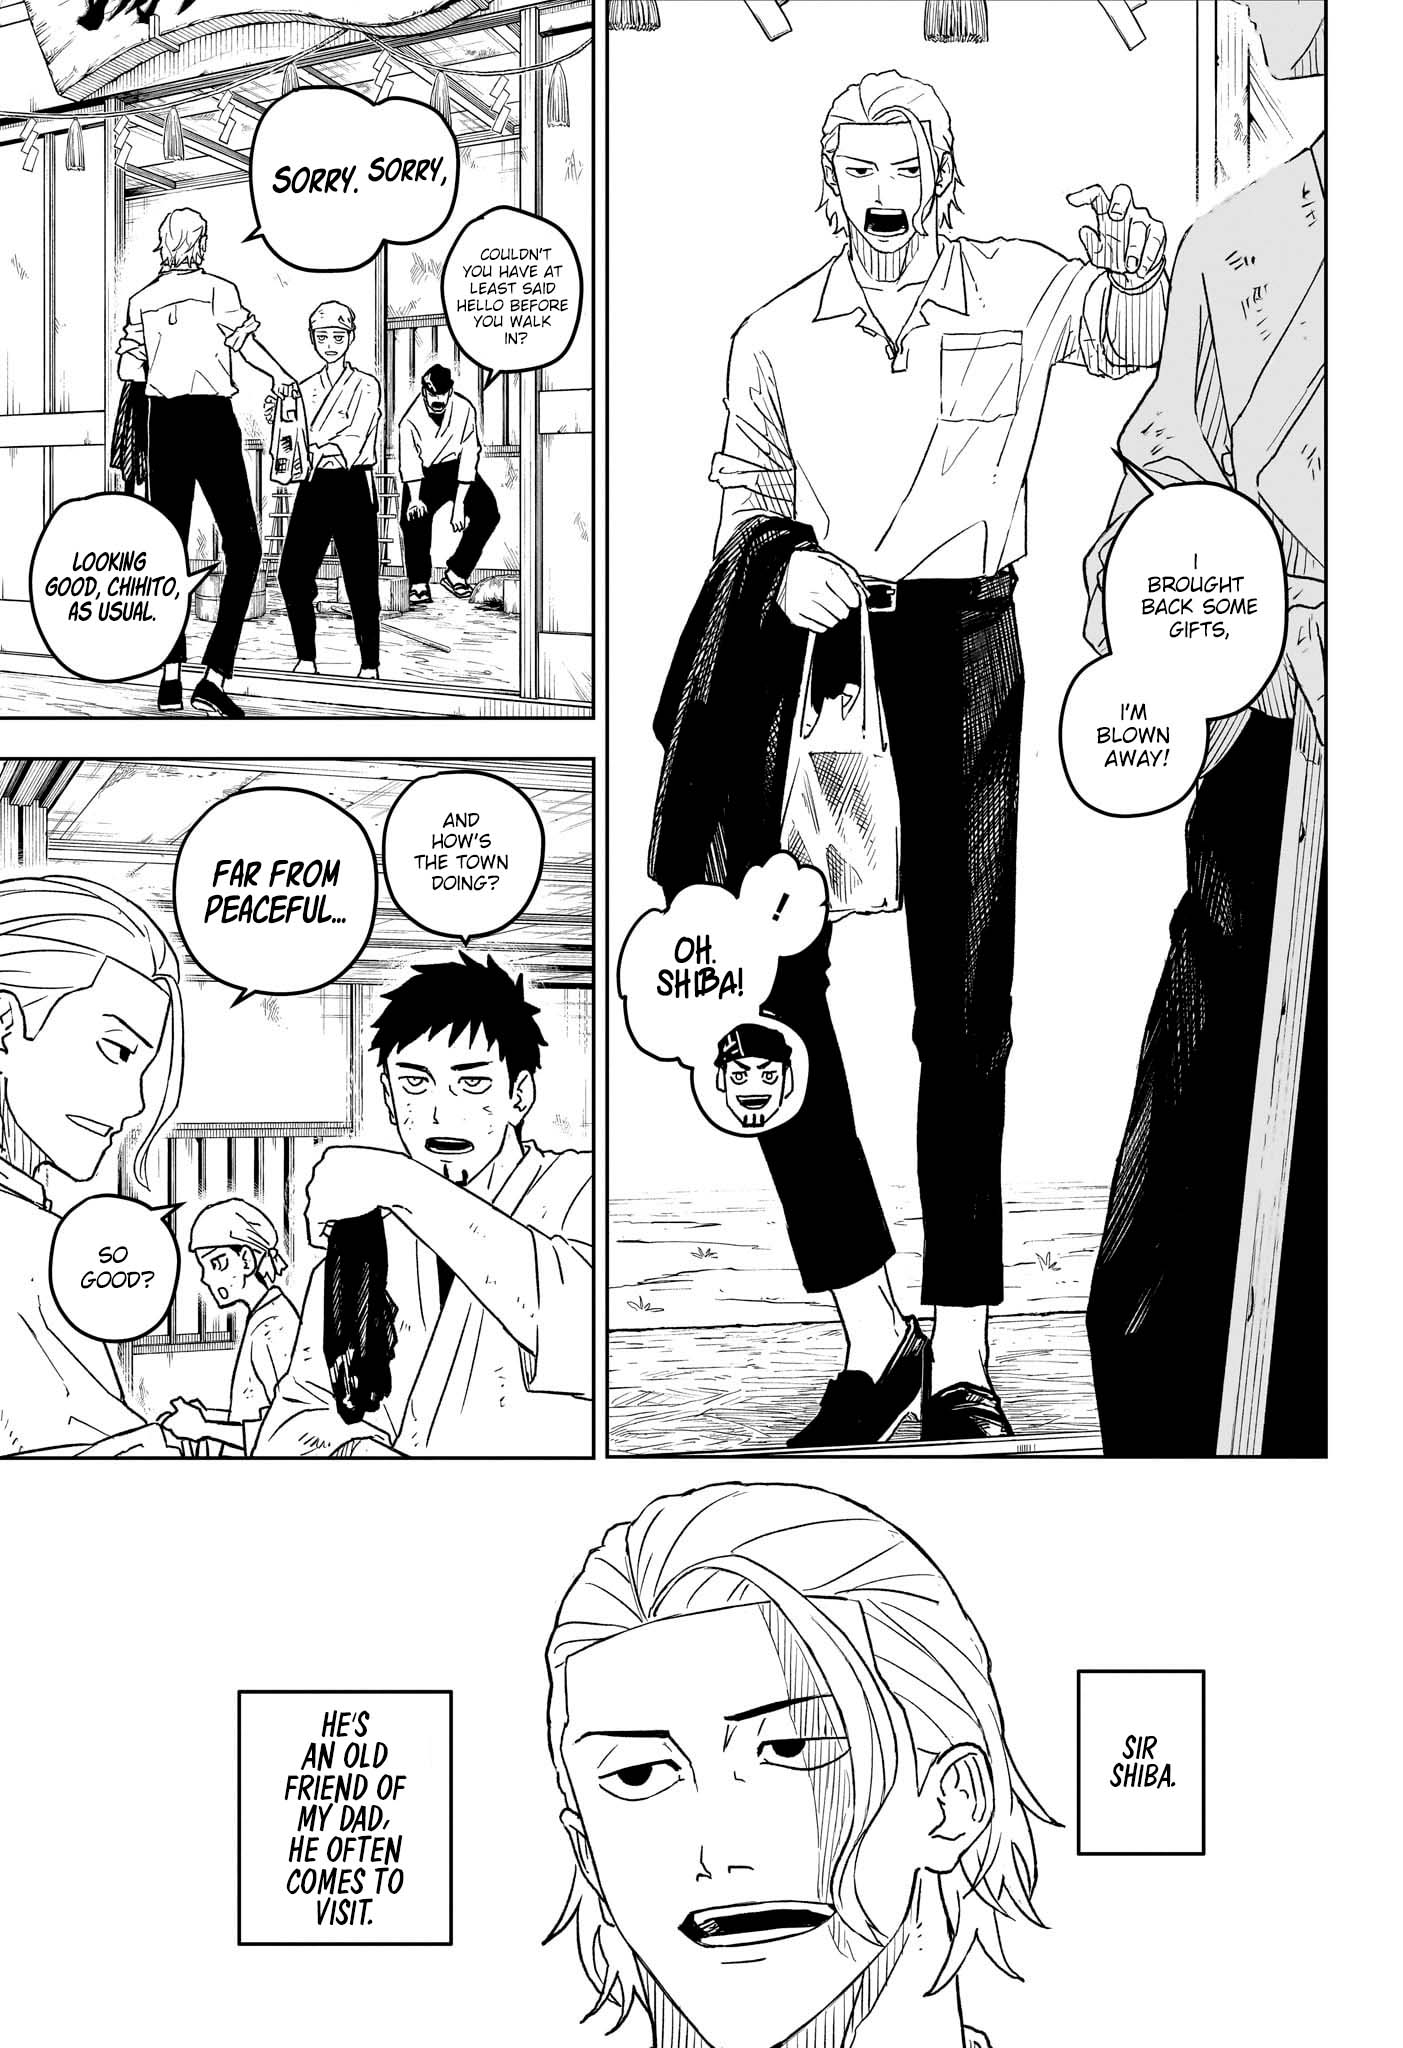 I
BROUGHT
BACK SOME
GIFTS,
I'M
BLOWN
AWAY!
!
OH.
SHIBA!
SORRY,
SORRY.
COULDN'T
YOU HAVE AT
LEAST SAID
HELLO BEFORE
YOU WALK
IN?
LOOKING
GOOD, CHIHITO,
AS USUAL.
AND
HOW'S
THE TOWN
DOING?
FAR FROM
PEACEFUL...
SO
GOOD?
SIR
SHIBA.
HE'S
AN OLD
FRIEND OF
MY DAD,
HE OFTEN
COMES TO
VISIT.